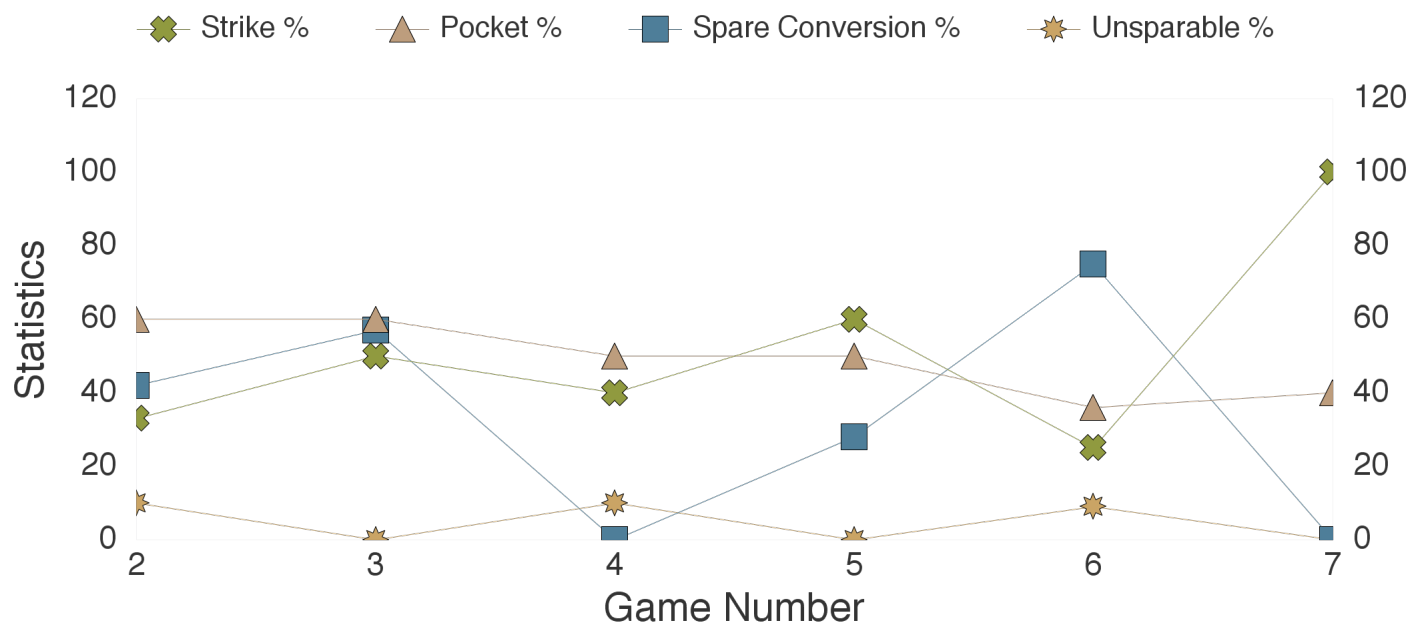 Strike % Pocket % Spare Conversion % Unsparable %
120 120
100 100
80 80
60 60
40 40
20 20
0 0
Statistics
2 3 4 5 6 7
Game Number